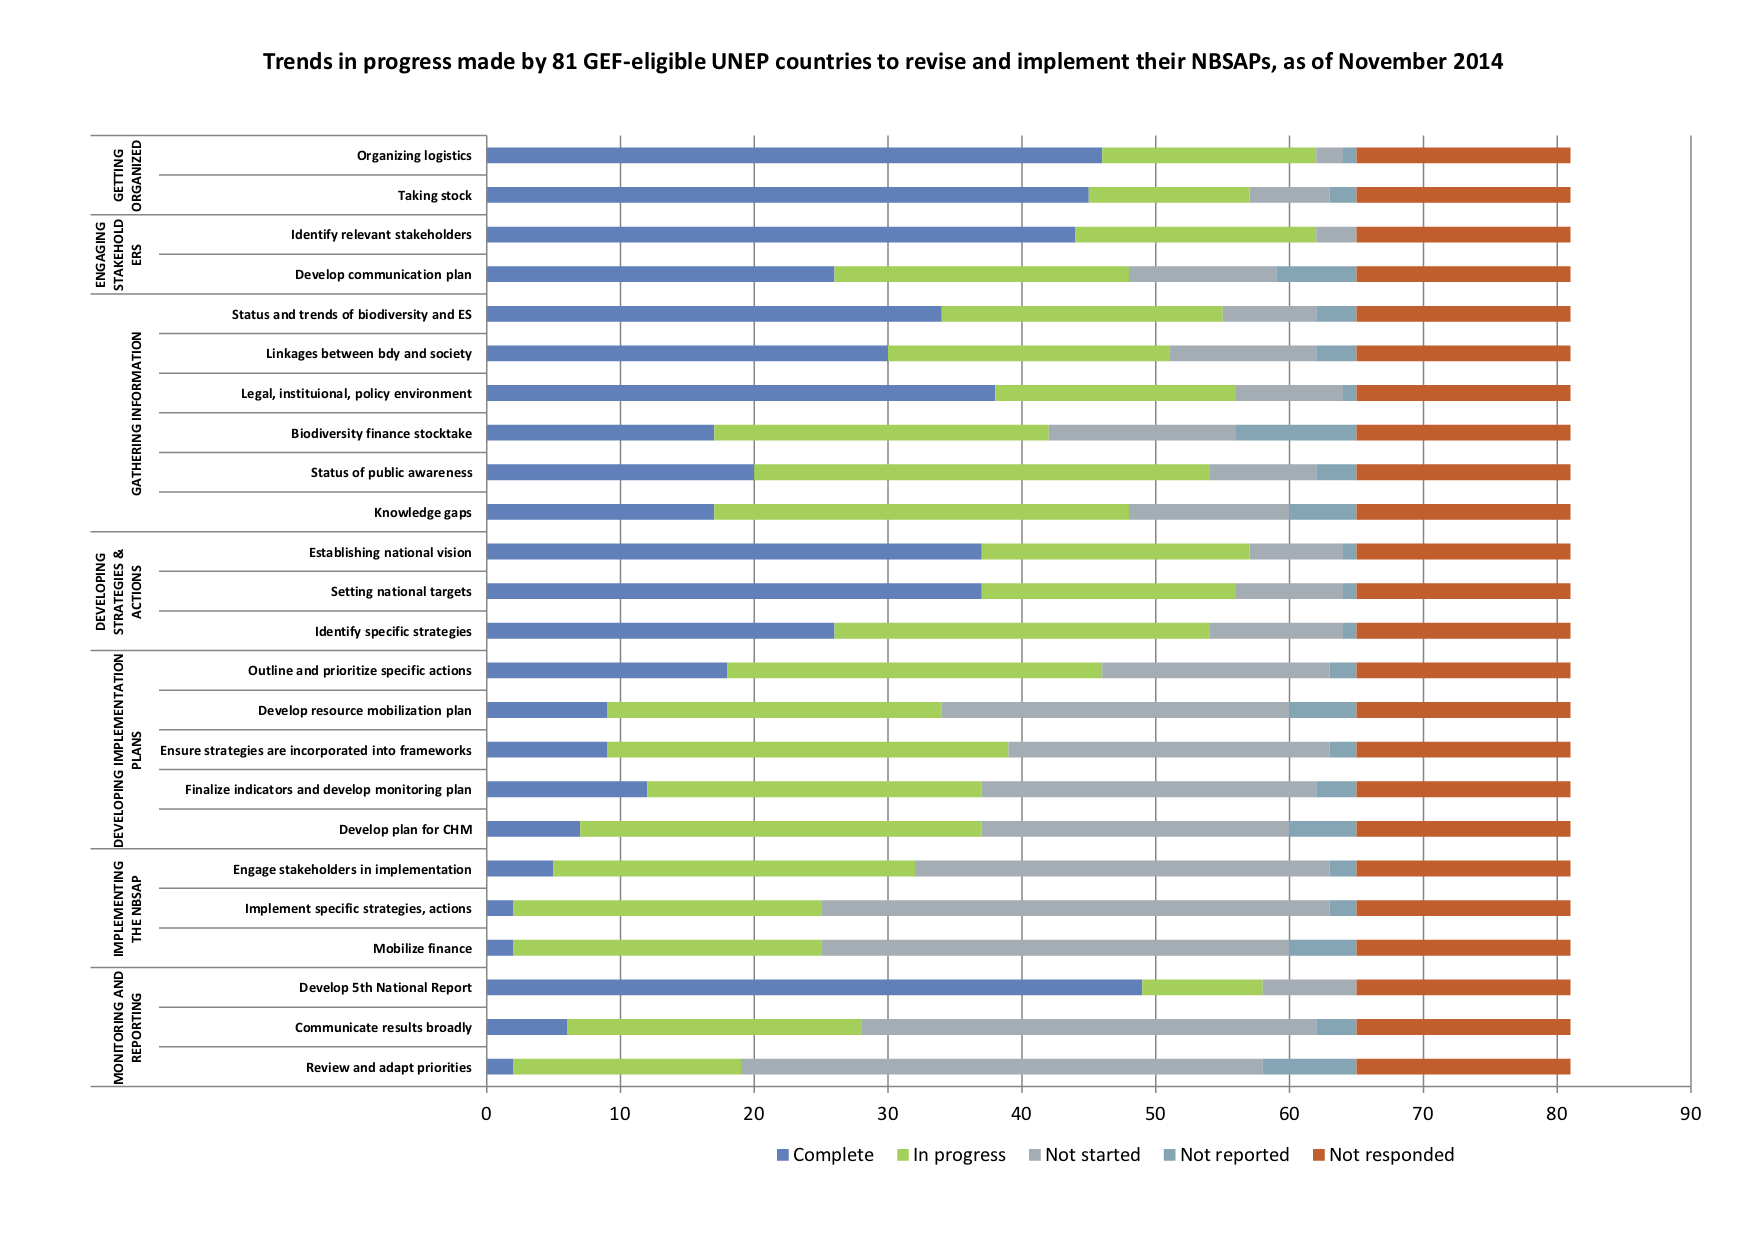 Trends in progress made by 81 GEF-eligible UNEP countries to revise and implement their NBSAPs, as of November 2014
GETTING
ORGANIZED
Organizing logistics
Taking stock
ENGAGING
STAKEHOLD
ERS
Identify relevant stakeholders
Develop communication plan
GATHERING INFORMATION
Status and trends of biodiversity and ES
Linkages between bdy and society
Legal, instituional, policy environment
Biodiversity finance stocktake
Status of public awareness
Knowledge gaps
DEVELOPING
STRATEGIES &
ACTIONS
Establishing national vision
Setting national targets
Identify specific strategies
DEVELOPING IMPLEMENTATION
PLANS
Outline and prioritize specific actions
Develop resource mobilization plan
Ensure strategies are incorporated into frameworks
Finalize indicators and develop monitoring plan
Develop plan for CHM
IMPLEMENTING
THE NBSAP
Engage stakeholders in implementation
Implement specific strategies, actions
Mobilize finance
MONITORING AND
REPORTING
Develop 5th National Report
Communicate results broadly
Review and adapt priorities
0 10 20 30 40 50 60 70 80 90
Complete In progress Not started Not reported Not responded